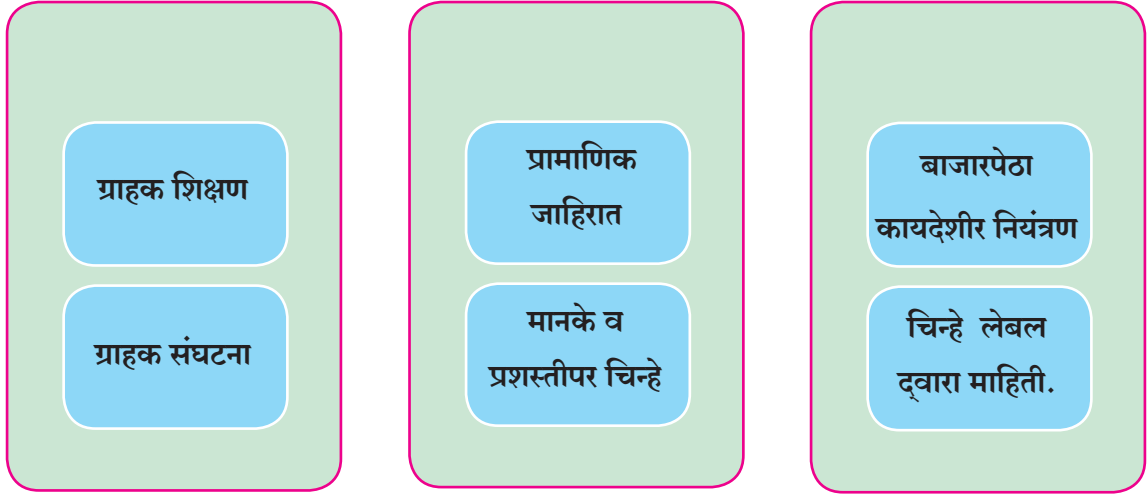 ग्राहक शिक्षण
ग्राहक संघटना
प्रामाणिक
जाहिरात
मानके व
प्रशस्तीपर चिन्हे
बाजारपेठा
कायदेशीर नियंत्रण
चिन्हे लेबल
द्‌वारा माहिती.